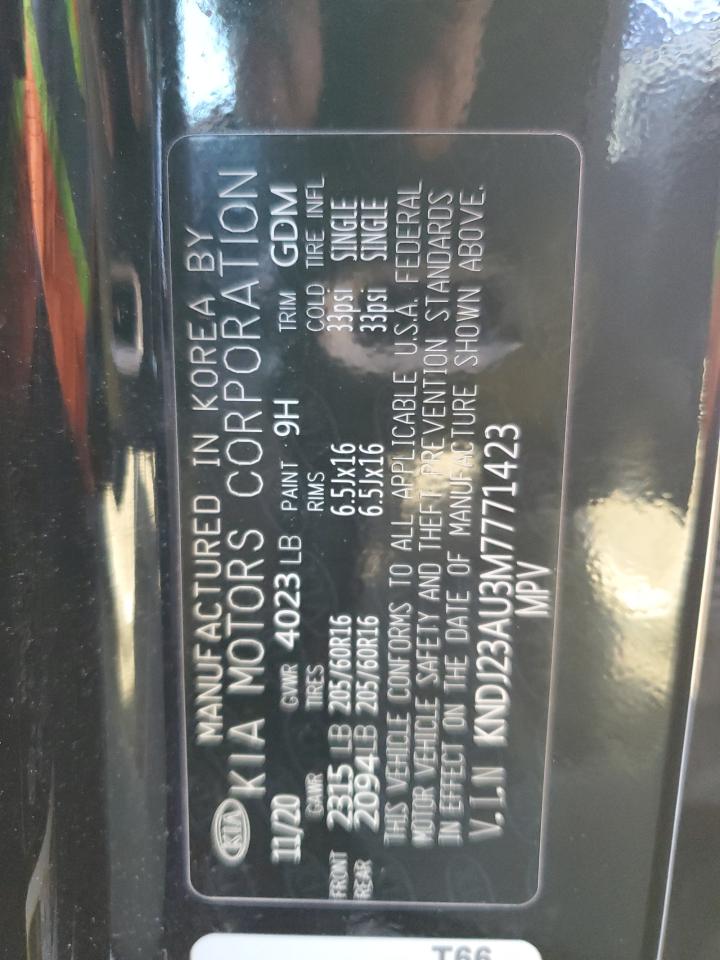 MANUFACTURED IN KOREA BY
KIA KIA MOTORS CORPORATION
11/20 GVWR 4023 LB PAINT 9H TRIM GDM
GAWR TIRES RIMS COLD TIRE INFL
FRONT 2315 LB 205/60R16 6.5Jx16 33psi SINGLE
REAR 2094LB 205/60R16 6.5Jx16 33psi SINGLE
THIS VEHICLE CONFORMS TO ALL APPLICABLE U.S.A. FEDERAL
MOTOR VEHICLE SAFETY AND THEFT PREVENTION STANDARDS
IN EFFECT ON THE DATE OF MANUFACTURE SHOWN ABOVE.
V.I.N KNDJ23AU3M7771423
MPV
T66